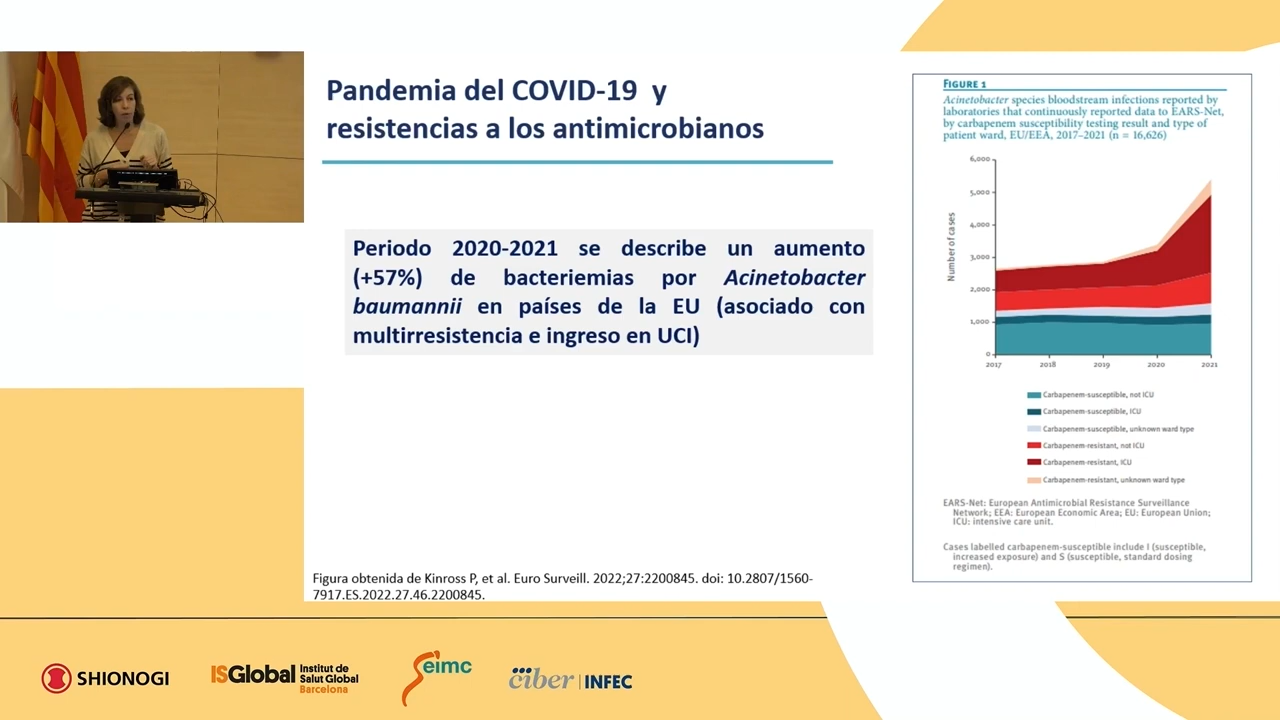 Pandemia del COVID-19 y
resistencias a los antimicrobianos
Periodo 2020-2021 se describe un aumento
(+57%) de bacteriemias por Acinetobacter
baumannii en países de la EU (asociado con
multirresistencia e ingreso en UCI)
Figura obtenida de Kinross P, et al. Euro Surveill. 2022;27:2200845. doi: 10.2807/1560-
7917.ES.2022.27.46.2200845.
FIGURE 1
Acinetobacter species bloodstream infections reported by
laboratories that continuously reported data to EARS-Net,
by carbapenem susceptibility testing result and type of
patient ward, EU/EEA, 2017–2021 (n = 16,626)
Number of cases
6,000
5,000
4,000
3,000
2,000
1,000
0
2017 2018 2019 2020 2021
Carbapenem-susceptible, not ICU
Carbapenem-susceptible, ICU
Carbapenem-susceptible, unknown ward type
Carbapenem-resistant, not ICU
Carbapenem-resistant, ICU
Carbapenem-resistant, unknown ward type
EARS-Net: European Antimicrobial Resistance Surveillance
Network; EEA: European Economic Area; EU: European Union;
ICU: intensive care unit.
Cases labelled carbapenem-susceptible include I (susceptible,
increased exposure) and S (susceptible, standard dosing
regimen).
SHIONOGI
ISGlobal Institut de
Salut Global
Barcelona
Seimc
ciber | INFEC